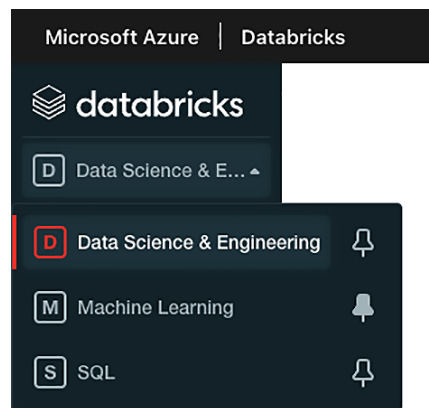 Microsoft Azure | Databricks
databricks
D Data Science & E...
D Data Science & Engineering
M Machine Learning
S SQL